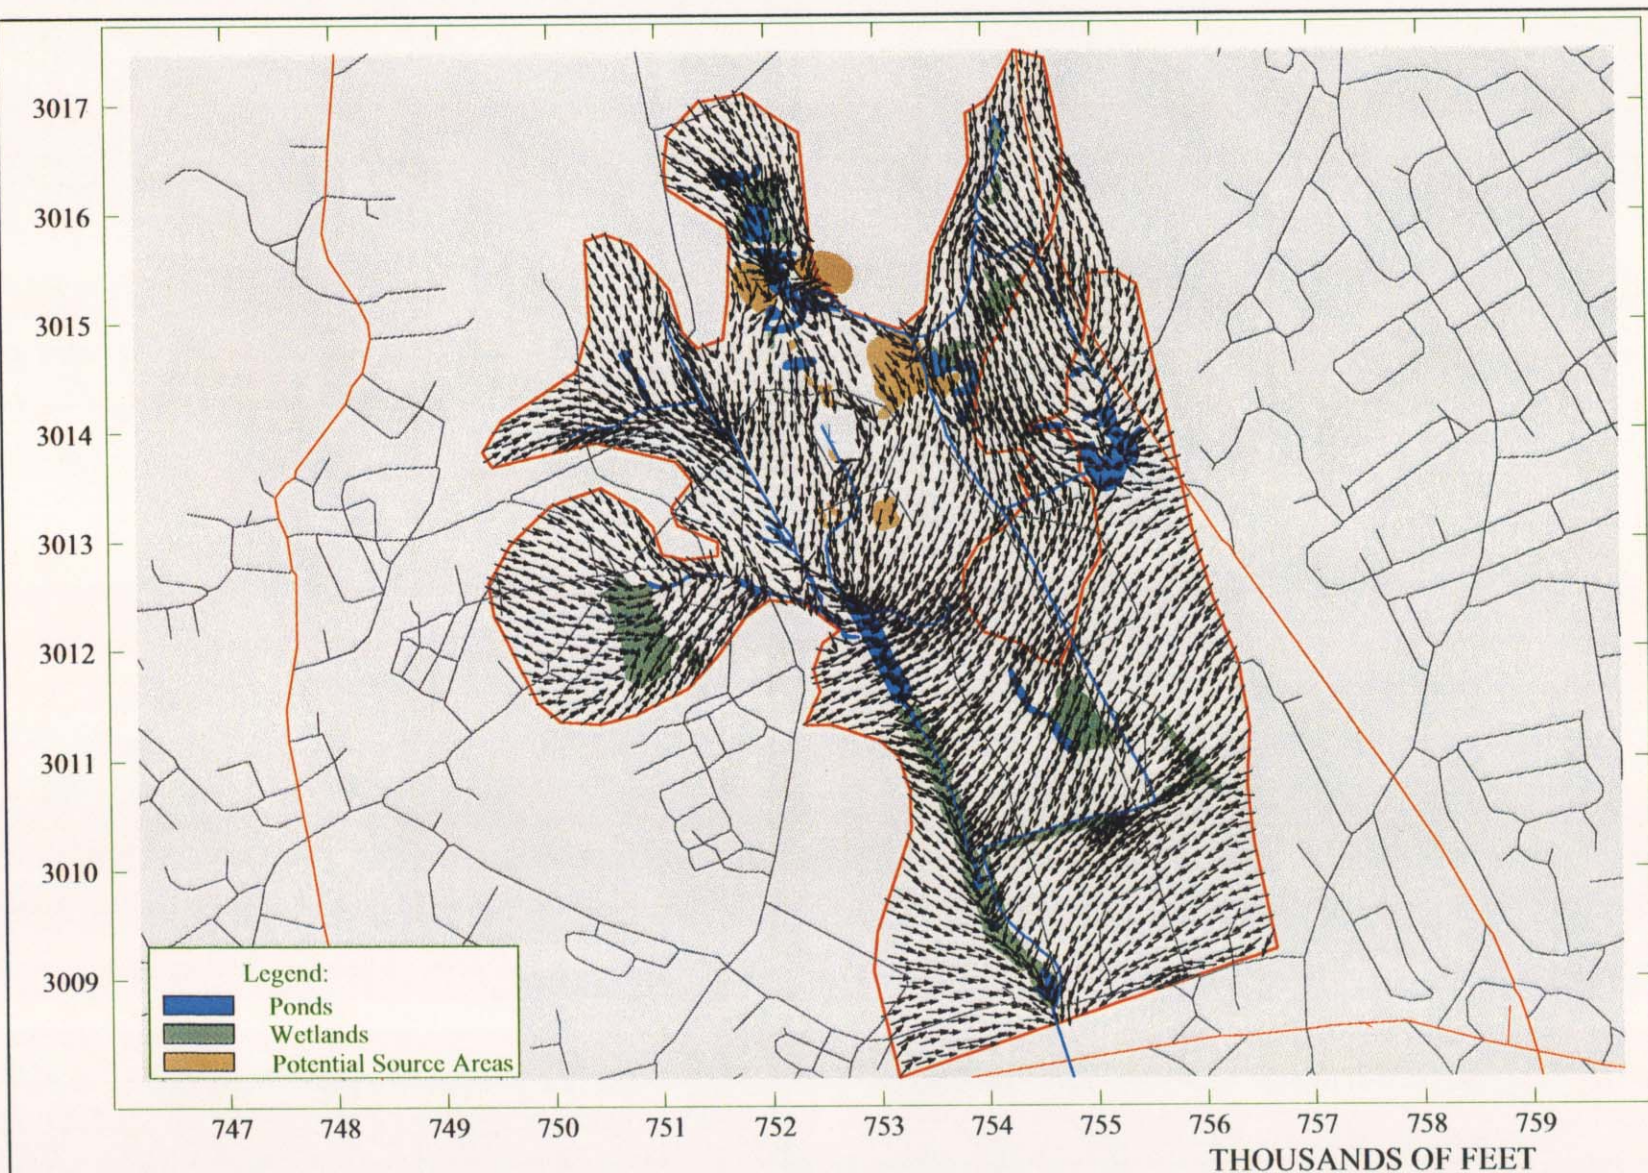 3017
3016
3015
3014
3013
3012
3011
3010
3009
Legend:
Ponds
Wetlands
Potential Source Areas
747 748 749 750 751 752 753 754 755 756 757 758 759
THOUSANDS OF FEET